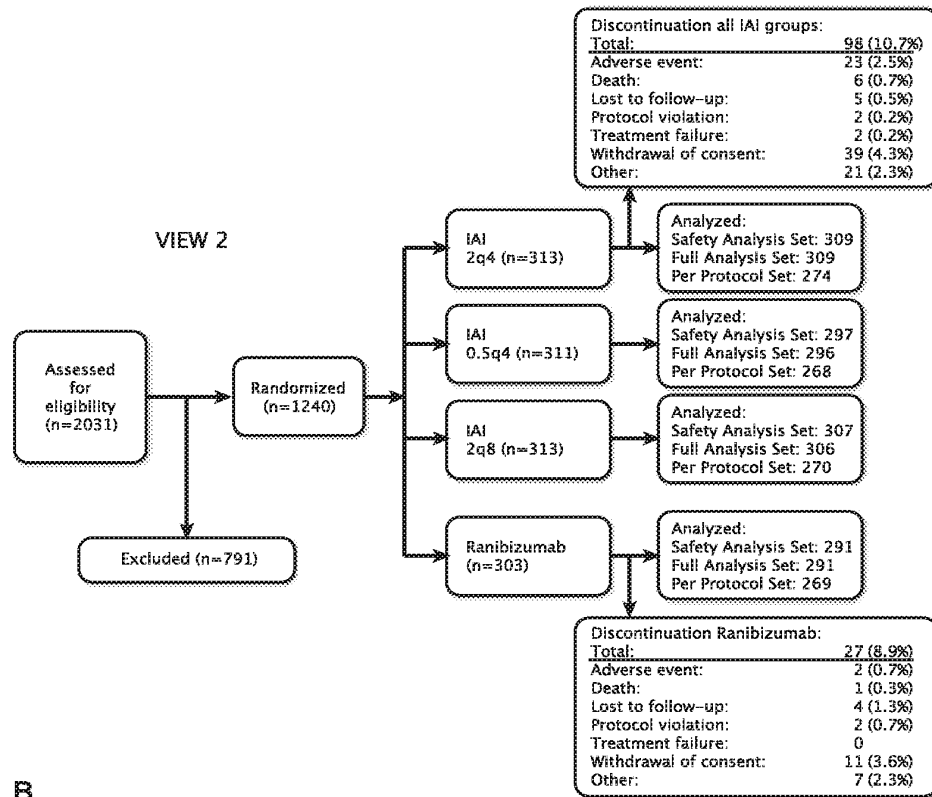 Discontinuation all IAI groups:
Total: 98 (10.7%)
Adverse event: 23 (2.5%)
Death: 6 (0.7%)
Lost to follow-up: 5 (0.5%)
Protocol violation: 2 (0.2%)
Treatment failure: 2 (0.2%)
Withdrawal of consent: 39 (4.3%)
Other: 21 (2.3%)
VIEW 2
IAI
2q4 (n=313)
Analyzed:
Safety Analysis Set: 309
Full Analysis Set: 309
Per Protocol Set: 274
IAI
0.5q4 (n=311)
Analyzed:
Safety Analysis Set: 297
Full Analysis Set: 296
Per Protocol Set: 268
Assessed
for
eligibility
(n=2031)
Randomized
(n=1240)
IAI
2q8 (n=313)
Analyzed:
Safety Analysis Set: 307
Full Analysis Set: 306
Per Protocol Set: 270
Excluded (n=791)
Ranibizumab
(n=303)
Analyzed:
Safety Analysis Set: 291
Full Analysis Set: 291
Per Protocol Set: 269
Discontinuation Ranibizumab:
Total: 27 (8.9%)
Adverse event: 2 (0.7%)
Death: 1 (0.3%)
Lost to follow-up: 4 (1.3%)
Protocol violation: 2 (0.7%)
Treatment failure: 0
Withdrawal of consent: 11 (3.6%)
Other: 7 (2.3%)
B